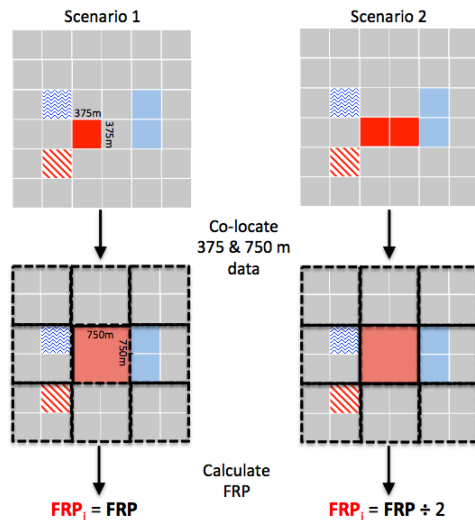 Scenario 1
Scenario 2
375m
375m
Co-locate
375 & 750 m
data
750m
750m
Calculate
FRP
FRPi = FRP
FRPi = FRP ÷ 2